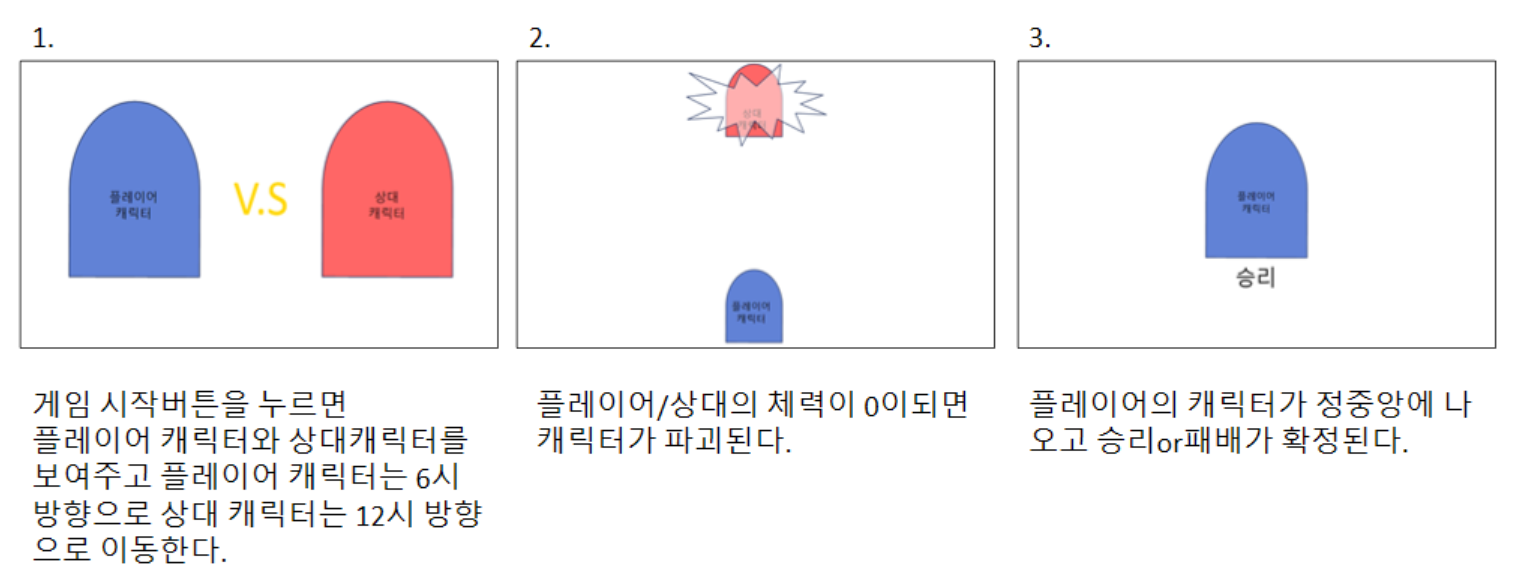 1.
플레이어
캐릭터
V.S
상대
캐릭터
게임 시작버튼을 누르면
플레이어 캐릭터와 상대캐릭터를
보여주고 플레이어 캐릭터는 6시
방향으로 상대 캐릭터는 12시 방향
으로 이동한다.
2.
상대
캐릭터
플레이어
캐릭터
플레이어/상대의 체력이 0이되면
캐릭터가 파괴된다.
3.
플레이어
캐릭터
승리
플레이어의 캐릭터가 정중앙에 나
오고 승리or패배가 확정된다.